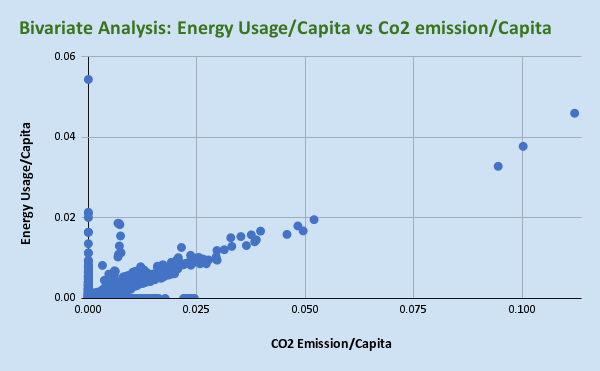 Bivariate Analysis: Energy Usage/Capita vs Co2 emission/Capita
0.06
0.04
0.02
0.00
Energy Usage/Capita
0.000 0.025 0.050 0.075 0.100
CO2 Emission/Capita